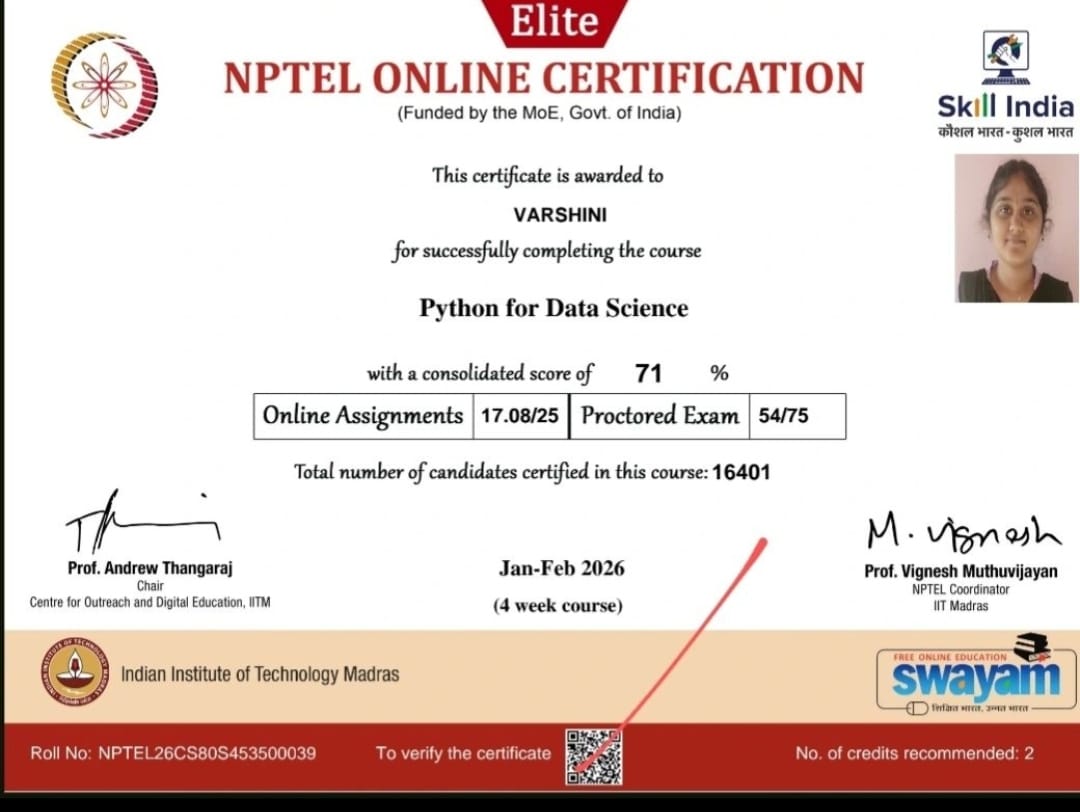 Elite
NPTEL ONLINE CERTIFICATION
(Funded by the MoE, Govt. of India)
Skill India
कौशल भारत - कुशल भारत
This certificate is awarded to
VARSHINI
for successfully completing the course
Python for Data Science
with a consolidated score of 71 %
Online Assignments 17.08/25 Proctored Exam 54/75
Total number of candidates certified in this course: 16401
M. Vignesh
Prof. Andrew Thangaraj
Chair
Centre for Outreach and Digital Education, IITM
Jan-Feb 2026
(4 week course)
Prof. Vignesh Muthuvijayan
NPTEL Coordinator
IIT Madras
Indian Institute of Technology Madras
FREE ONLINE EDUCATION
swayam
शिक्षित भारत, उन्नत भारत
Roll No: NPTEL26CS80S453500039
To verify the certificate
No. of credits recommended: 2